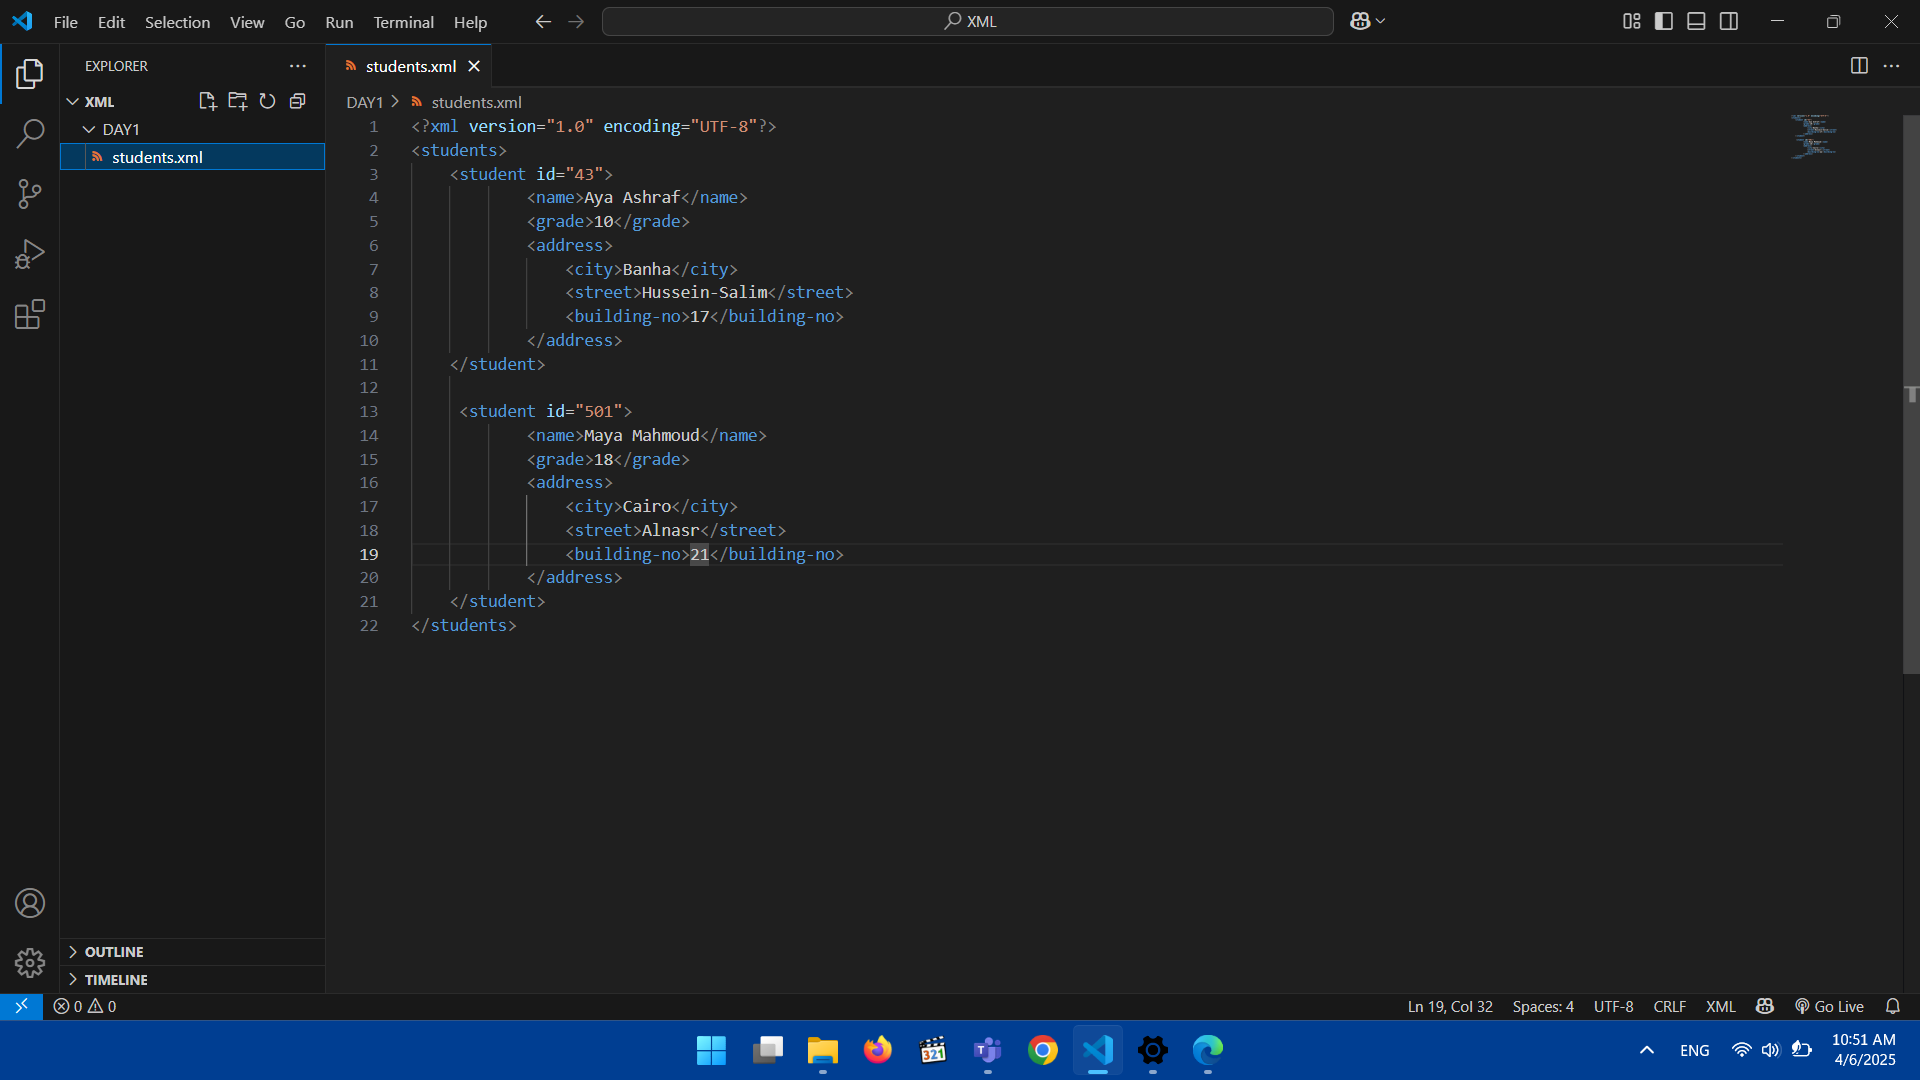 File Edit Selection View Go Run Terminal Help
XML
EXPLORER
XML
DAY1
students.xml
OUTLINE
TIMELINE
students.xml
DAY1 > students.xml
1 <?xml version="1.0" encoding="UTF-8"?>
2 <students>
3 <student id="43">
4 <name>Aya Ashraf</name>
5 <grade>10</grade>
6 <address>
7 <city>Banha</city>
8 <street>Hussein-Salim</street>
9 <building-no>17</building-no>
10 </address>
11 </student>
12
13 <student id="501">
14 <name>Maya Mahmoud</name>
15 <grade>18</grade>
16 <address>
17 <city>Cairo</city>
18 <street>Alnasr</street>
19 <building-no>21</building-no>
20 </address>
21 </student>
22 </students>
0 0 Ln 19, Col 32 Spaces: 4 UTF-8 CRLF XML Go Live
321
T
ENG
10:51 AM
4/6/2025